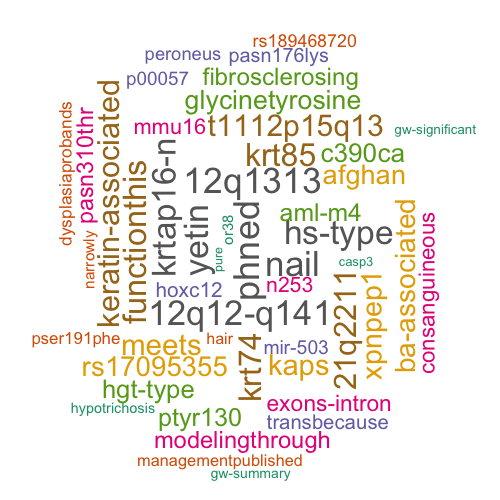 rs189468720
peroneus pasn176lys
p00057 fibrosclerosing
glycinetyrosine
mmu16 t1112p15q13 gw-significant
dysplasiaprobands
pasn310thr
keratin-associated
functionthis
krtap16-n
yetin
krt85 c390ca
12q1313 afghan
aml-m4
or38
pure
phned
hs-type
nail casp3
narrowly
hoxc12 n253
12q12-q141
21q2211
xpnpep1
ba-associated
consanguineous
pser191phe meets hair mir-503
rs17095355 krt74 kaps
hgt-type exons-intron
hypotrichosis ptyr130 transbecause
modelingthrough
managementpublished
gw-summary